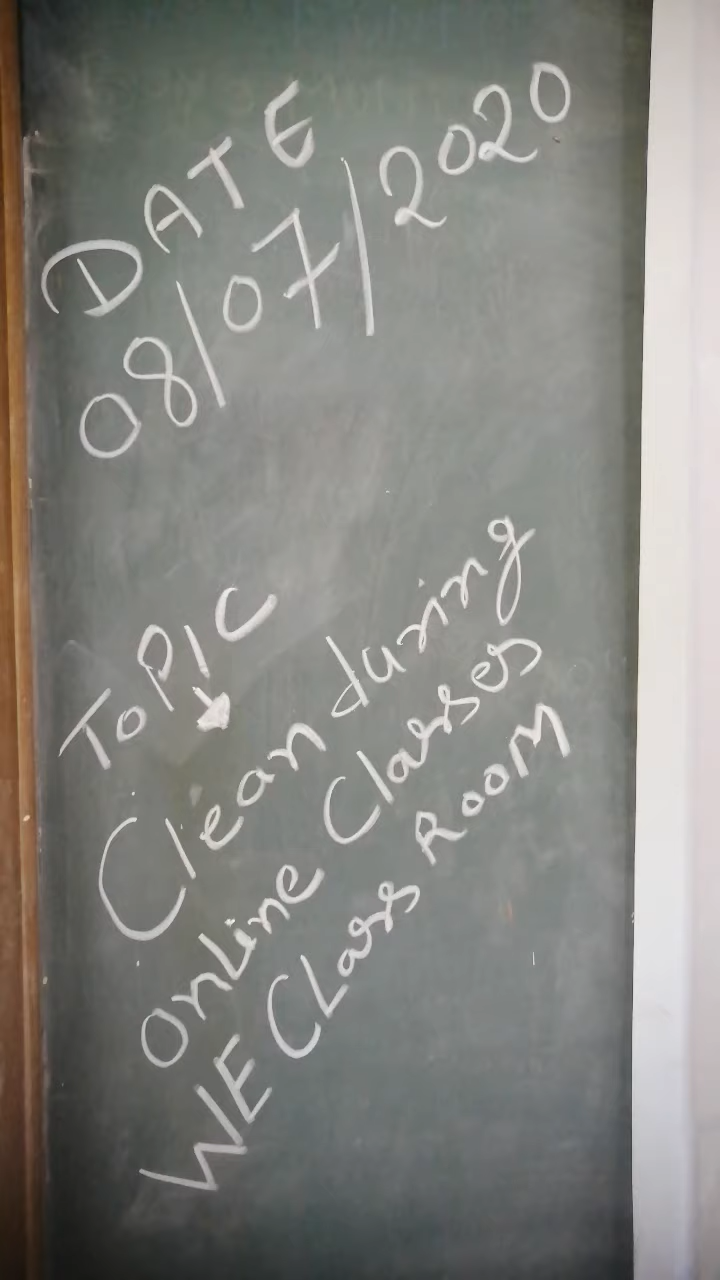 DATE
08/07/2020
ToPIC
Clean during
online Classes
WE CLass RooM